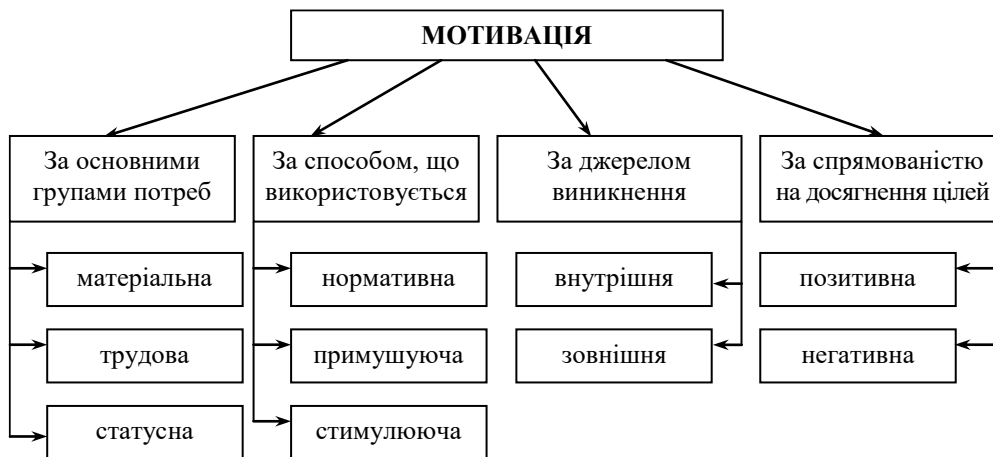 МОТИВАЦІЯ
За основними
групами потреб
За способом, що
використовується
За джерелом
виникнення
За спрямованістю
на досягнення цілей
матеріальна
трудова
статусна
нормативна
примушуюча
стимулююча
внутрішня
зовнішня
позитивна
негативна